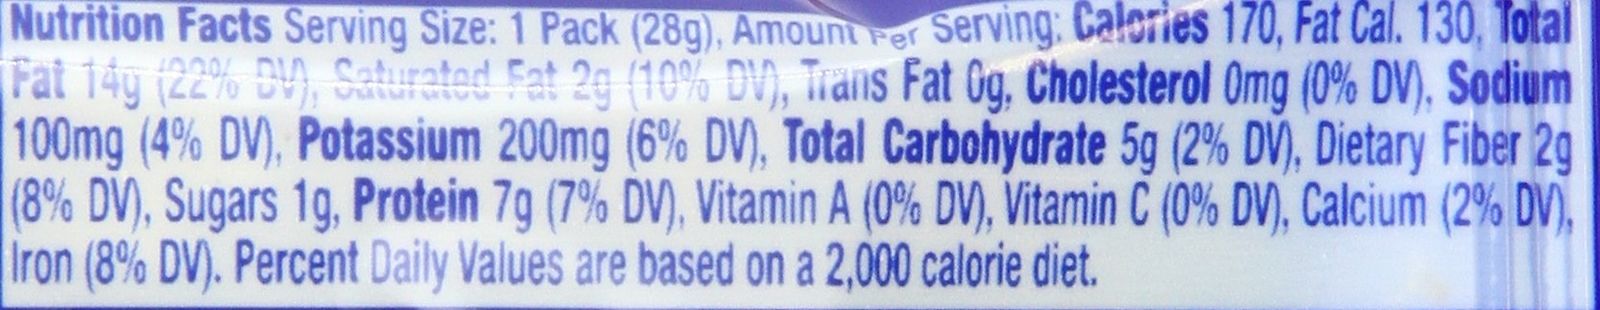 Nutrition Facts Serving Size: 1 Pack (28g), Amount Per Serving: Calories 170, Fat Cal. 130, Total
Fat 14g (22% DV), Saturated Fat 2g (10% DV), Trans Fat 0g, Cholesterol 0mg (0% DV), Sodium
100mg (4% DV), Potassium 200mg (6% DV), Total Carbohydrate 5g (2% DV), Dietary Fiber 2g
(8% DV), Sugars 1g, Protein 7g (7% DV), Vitamin A (0% DV), Vitamin C (0% DV), Calcium (2% DV),
Iron (8% DV). Percent Daily Values are based on a 2,000 calorie diet.